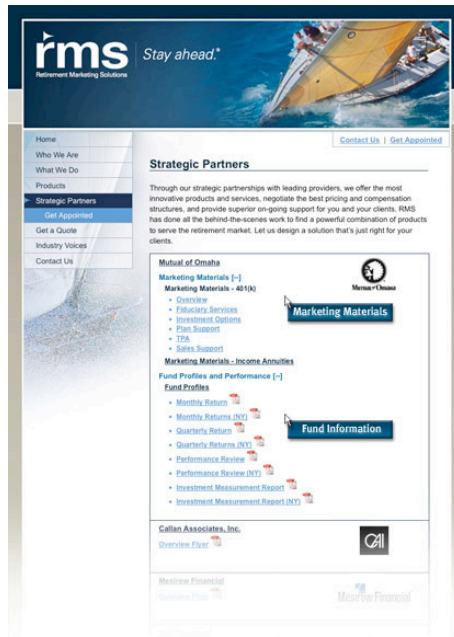 rms
Retirement Marketing Solutions
Stay ahead.®
Contact Us | Get Appointed
Home
Who We Are
What We Do
Products
Strategic Partners
Get Appointed
Get a Quote
Industry Voices
Contact Us
Strategic Partners
Through our strategic partnerships with leading providers, we offer the most
innovative products and services, negotiate the best pricing and compensation
structures, and provide superior on-going support for you and your clients. RMS
has done all the behind-the-scenes work to find a powerful combination of products
to serve the retirement market. Let us design a solution that's just right for your
clients.
Mutual of Omaha
Mutual of Omaha
Marketing Materials [–]
Marketing Materials - 401(k)
Overview
Fiduciary Services
Investment Options
Plan Support
TPA
Sales Support
Marketing Materials
Marketing Materials - Income Annuities
Fund Profiles and Performance [–]
Fund Profiles
Monthly Return
Monthly Returns (NY)
Quarterly Return
Quarterly Returns (NY)
Performance Review
Performance Review (NY)
Investment Measurement Report
Investment Measurement Report (NY)
Fund Information
Callan Associates, Inc.
Overview Flyer
CAI
Mesirow Financial
Overview Flyer
Mesirow Financial